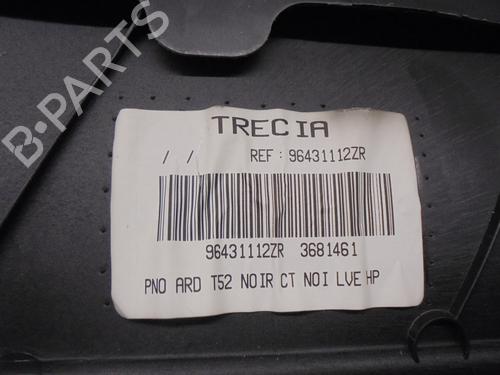 B-PARTS
TRECIA
/ / REF : 96431112ZR
96431112ZR 3681461
PNO ARD T52 NOIR CT NOI LVE HP